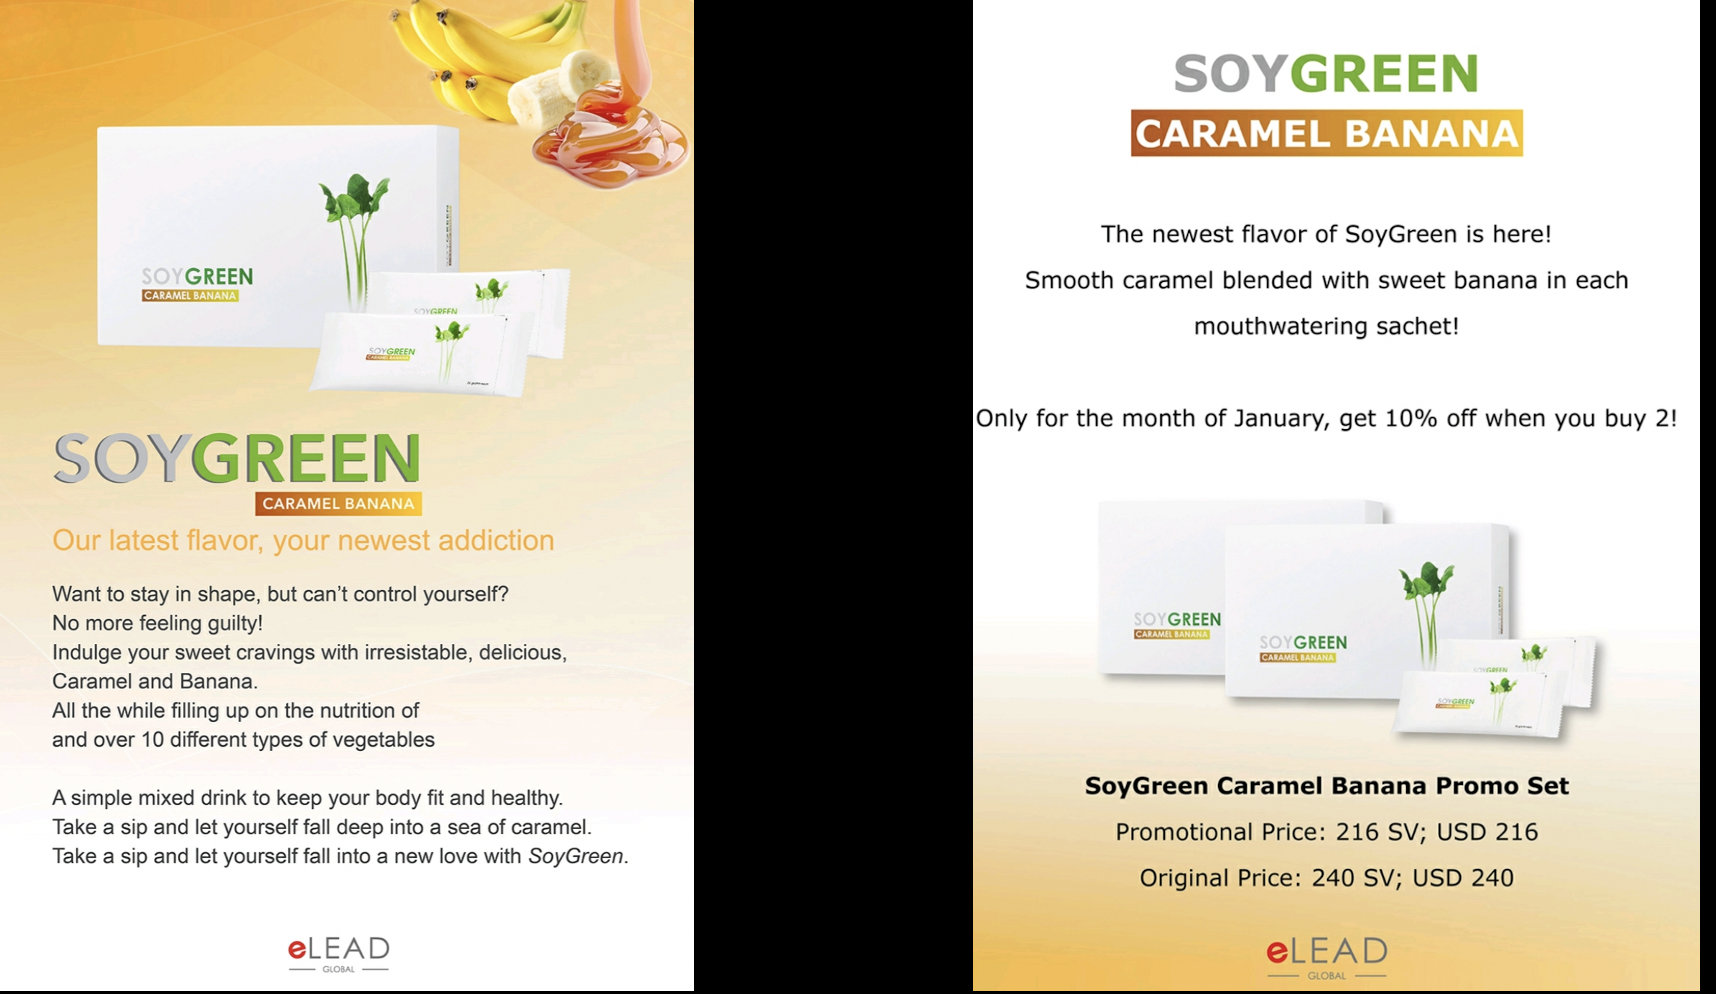 SOYGREEN
CARAMEL BANANA
SOYGREEN
SOYGREEN
CARAMEL BANANA
SOYGREEN
CARAMEL BANANA
Our latest flavor, your newest addiction
Want to stay in shape, but can't control yourself?
No more feeling guilty!
Indulge your sweet cravings with irresistable, delicious,
Caramel and Banana.
All the while filling up on the nutrition of
and over 10 different types of vegetables
A simple mixed drink to keep your body fit and healthy.
Take a sip and let yourself fall deep into a sea of caramel.
Take a sip and let yourself fall into a new love with SoyGreen.
eLEAD
GLOBAL
SOYGREEN
CARAMEL BANANA
The newest flavor of SoyGreen is here!
Smooth caramel blended with sweet banana in each
mouthwatering sachet!
Only for the month of January, get 10% off when you buy 2!
SOYGREEN
CARAMEL BANANA
SOYGREEN
CARAMEL BANANA
SOYGREEN
SOYGREEN
CARAMEL BANANA
SoyGreen Caramel Banana Promo Set
Promotional Price: 216 SV; USD 216
Original Price: 240 SV; USD 240
eLEAD
GLOBAL